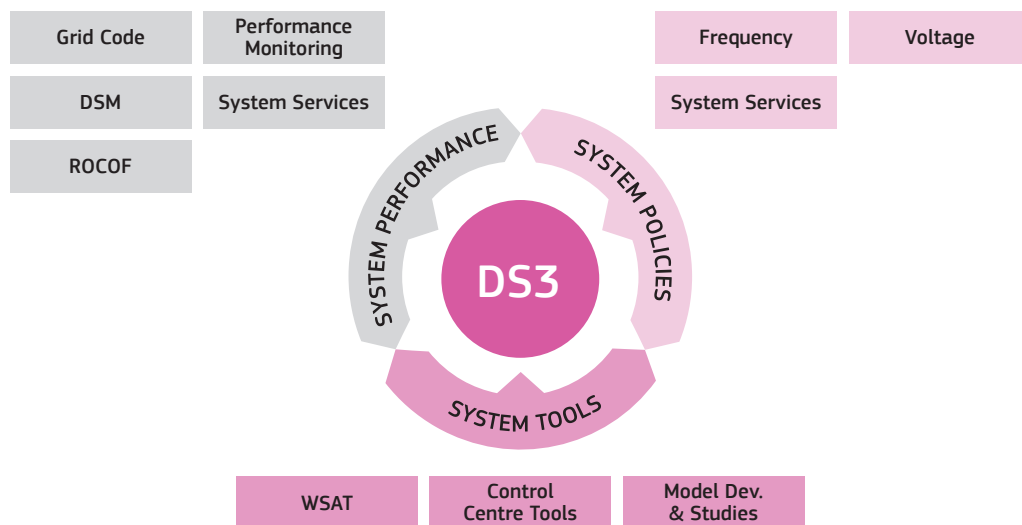 Grid Code
Performance
Monitoring
Frequency
Voltage
DSM
System Services
System Services
ROCOF
SYSTEM PERFORMANCE
SYSTEM POLICIES
DS3
SYSTEM TOOLS
WSAT
Control
Centre Tools
Model Dev.
& Studies